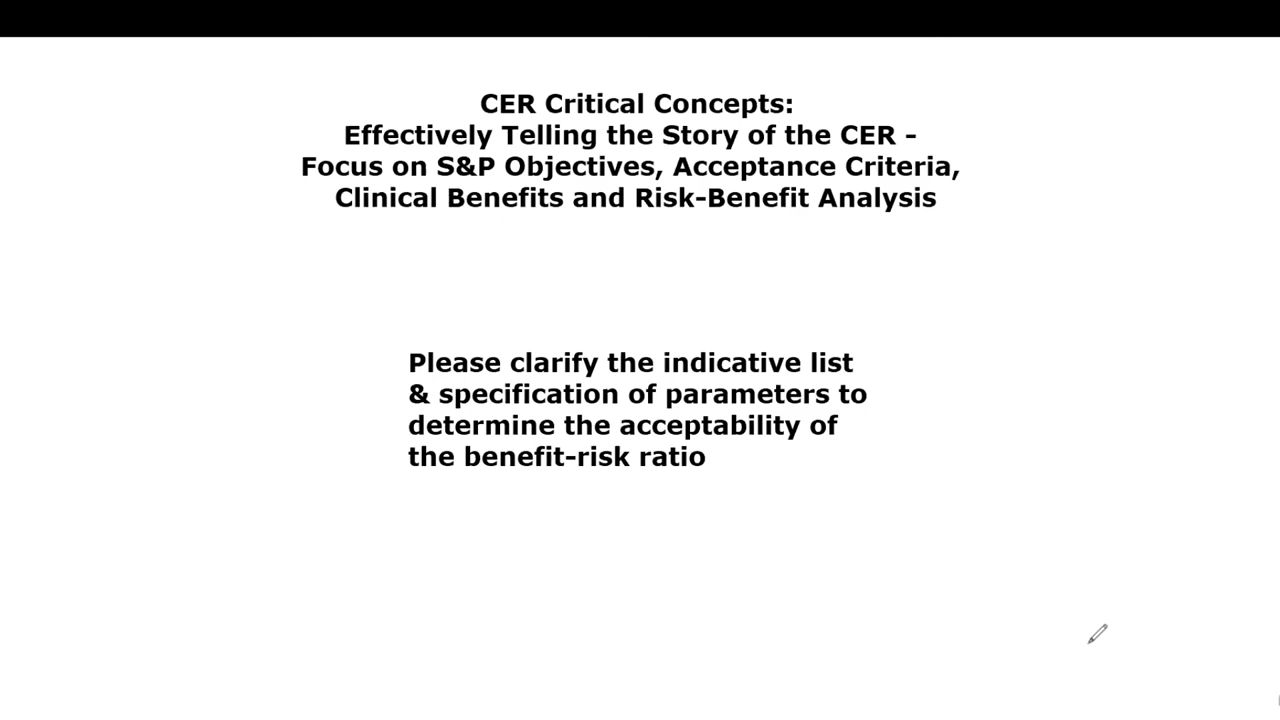 CER Critical Concepts:
Effectively Telling the Story of the CER –
Focus on S&P Objectives, Acceptance Criteria,
Clinical Benefits and Risk-Benefit Analysis
Please clarify the indicative list
& specification of parameters to
determine the acceptability of
the benefit-risk ratio